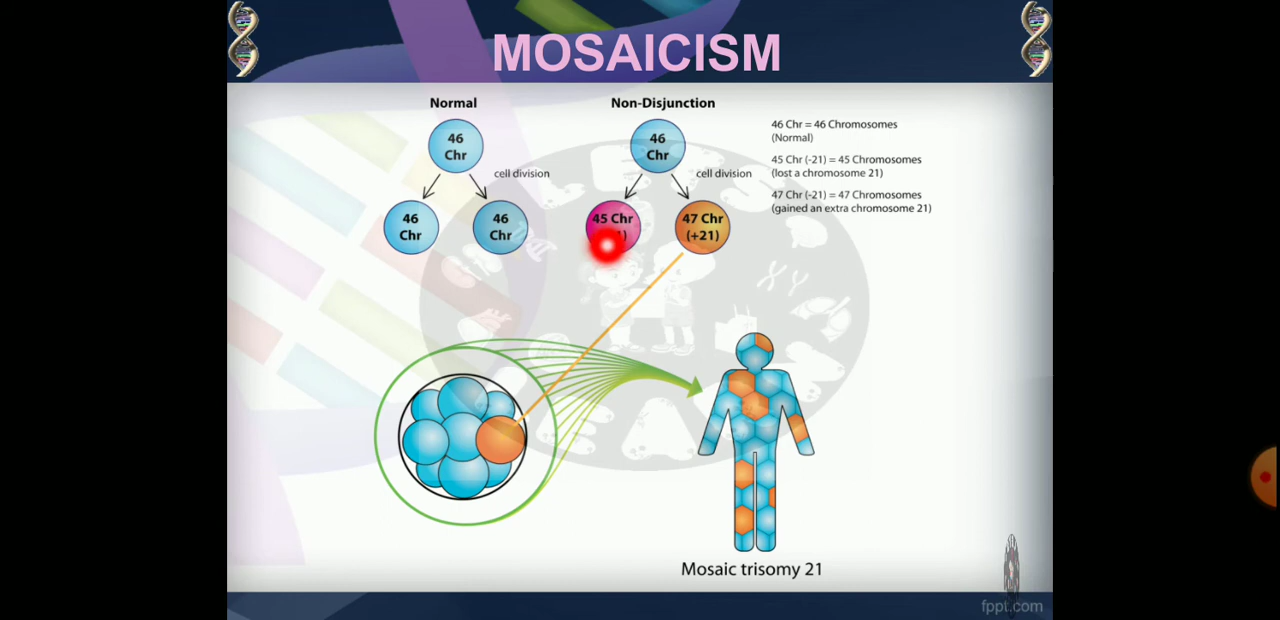 MOSAICISM
Normal
Non-Disjunction
46
Chr
46
Chr
46 Chr = 46 Chromosomes
(Normal)
cell division
cell division
45 Chr (-21) = 45 Chromosomes
(lost a chromosome 21)
47 Chr (-21) = 47 Chromosomes
(gained an extra chromosome 21)
46
Chr
46
Chr
45 Chr
1)
47 Chr
(+21)
Mosaic trisomy 21
fppt.com